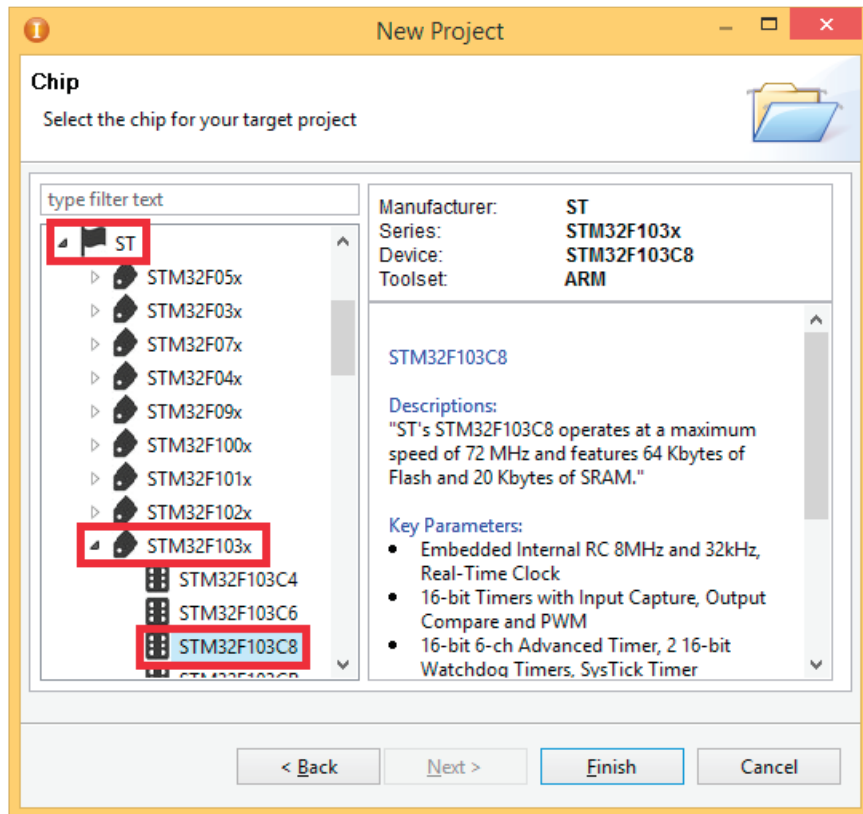 New Project
Chip
Select the chip for your target project
type filter text
ST
STM32F05x
STM32F03x
STM32F07x
STM32F04x
STM32F09x
STM32F100x
STM32F101x
STM32F102x
STM32F103x
STM32F103C4
STM32F103C6
STM32F103C8
Manufacturer: ST
Series: STM32F103x
Device: STM32F103C8
Toolset: ARM
STM32F103C8
Descriptions:
"ST's STM32F103C8 operates at a maximum
speed of 72 MHz and features 64 Kbytes of
Flash and 20 Kbytes of SRAM."
Key Parameters:
• Embedded Internal RC 8MHz and 32kHz,
Real-Time Clock
• 16-bit Timers with Input Capture, Output
Compare and PWM
• 16-bit 6-ch Advanced Timer, 2 16-bit
Watchdog Timers, SysTick Timer
< Back
Next >
Finish
Cancel